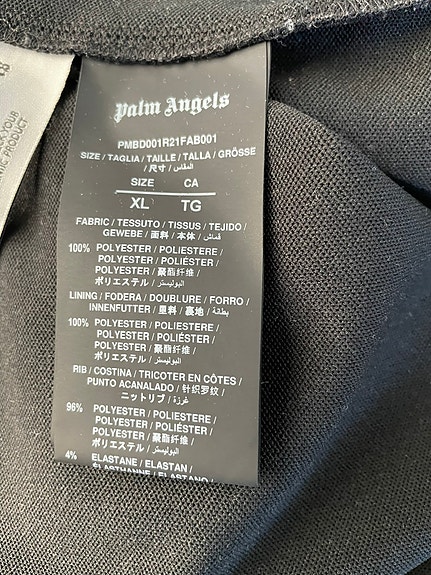 Palm Angels
PMBD001R21FAB001
SIZE / TAGLIA / TAILLE / TALLA / GRÖSSE
/ 尺寸 / المقاس
SIZE CA
XL TG
FABRIC / TESSUTO / TISSUS / TEJIDO /
GEWEBE / 面料 / 本体 / قماش
100% POLYESTER / POLIESTERE /
POLYESTER / POLIÉSTER /
POLYESTER / 聚酯纤维 /
ポリエステル / البوليستر
LINING / FODERA / DOUBLURE / FORRO /
INNENFUTTER / 里料 / 裏地 / بطانة
100% POLYESTER / POLIESTERE /
POLYESTER / POLIÉSTER /
POLYESTER / 聚酯纤维 /
ポリエステル / البوليستر
RIB / COSTINA / TRICOTER EN CÔTES /
PUNTO ACANALADO / 针织罗纹 /
ニットリブ / غرزة
96% POLYESTER / POLIESTERE /
POLYESTER / POLIÉSTER /
POLYESTER / 聚酯纤维 /
ポリエステル / البوليستر
4% ELASTANE / ELASTAN /
ÉLASTHANNE / ELASTANO /
YOUR
PRODUCT